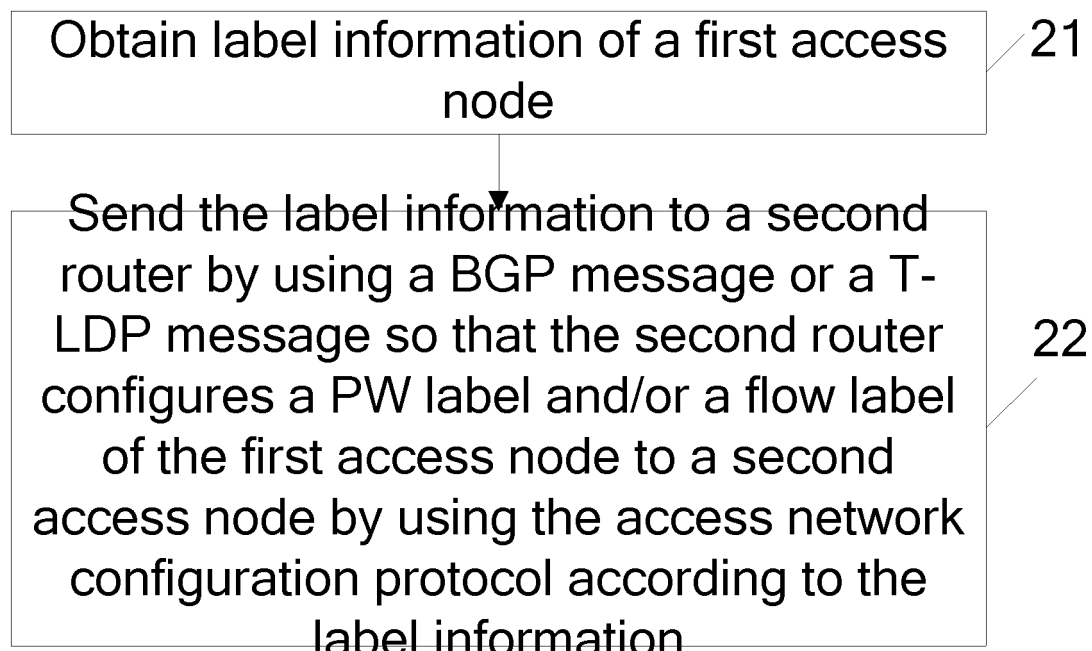 Obtain label information of a first access
node
21
Send the label information to a second
router by using a BGP message or a T-
LDP message so that the second router
configures a PW label and/or a flow label
of the first access node to a second
access node by using the access network
configuration protocol according to the
label information
22